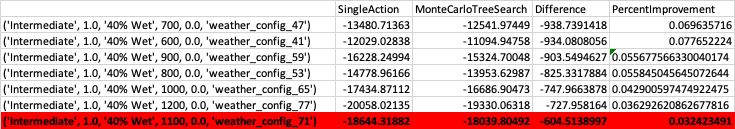 SingleAction MonteCarloTreeSearch Difference PercentImprovement
('Intermediate', 1.0, '40% Wet', 700, 0.0, 'weather_config_47') -13480.71363 -12541.97449 -938.7391418 0.069635716
('Intermediate', 1.0, '40% Wet', 600, 0.0, 'weather_config_41') -12029.02838 -11094.94758 -934.0808056 0.077652224
('Intermediate', 1.0, '40% Wet', 900, 0.0, 'weather_config_59') -16228.24994 -15324.70048 -903.5494627 0.055677566330040174
('Intermediate', 1.0, '40% Wet', 800, 0.0, 'weather_config_53') -14778.96166 -13953.62987 -825.3317884 0.055845045645072644
('Intermediate', 1.0, '40% Wet', 1000, 0.0, 'weather_config_65') -17434.87112 -16686.90473 -747.9663878 0.042900597474922475
('Intermediate', 1.0, '40% Wet', 1200, 0.0, 'weather_config_77') -20058.02135 -19330.06318 -727.958164 0.036292620862677816
('Intermediate', 1.0, '40% Wet', 1100, 0.0, 'weather_config_71') -18644.31882 -18039.80492 -604.5138997 0.032423491